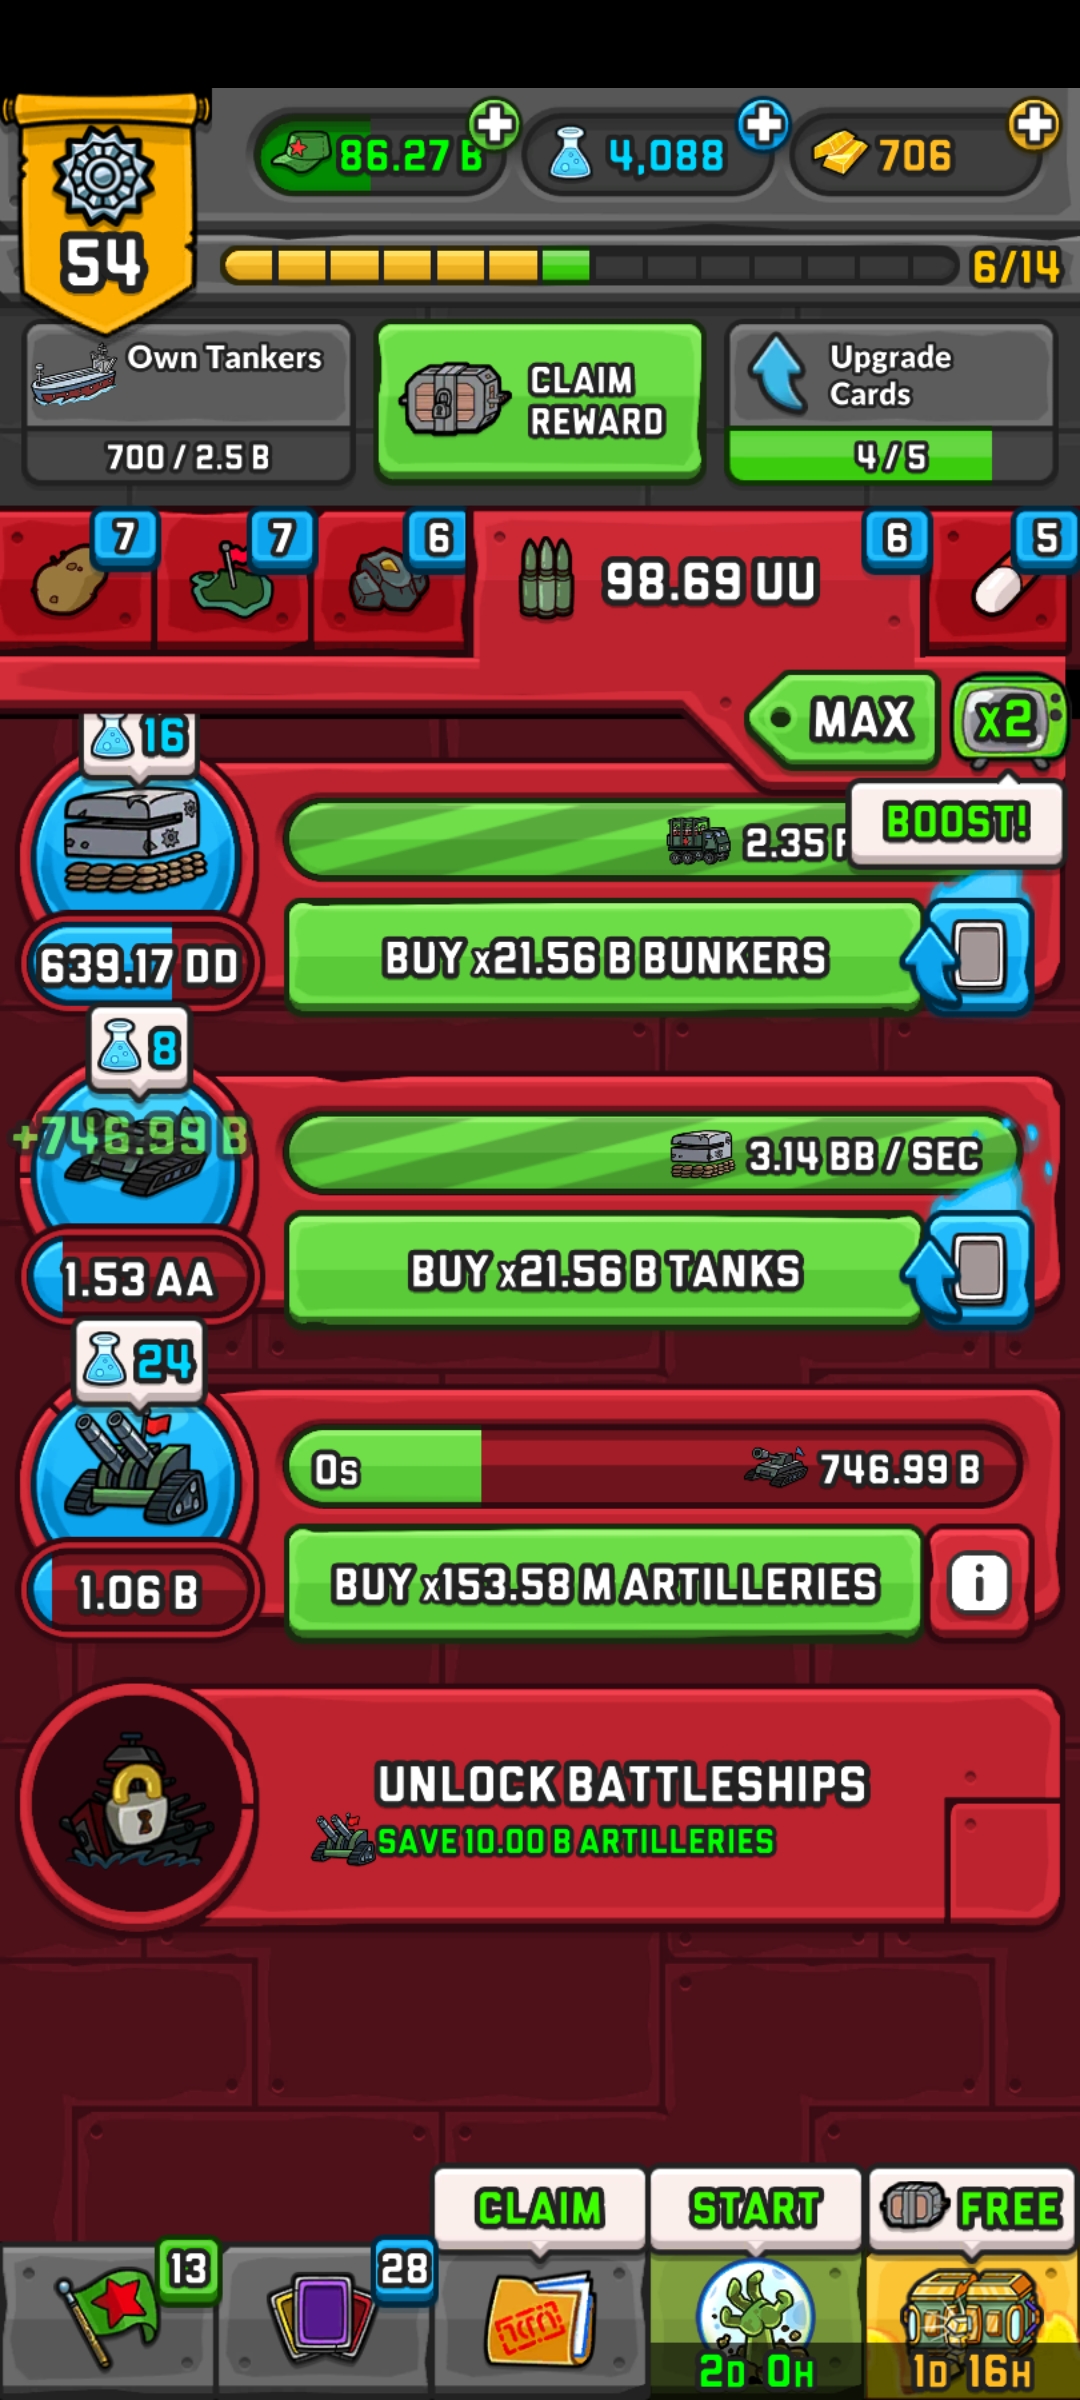 54
86.27 B
4,088
706
6/14
Own Tankers
700 / 2.5 B
CLAIM
REWARD
Upgrade
Cards
4 / 5
7
7
6
98.69 UU
6
5
MAX
x2
BOOST!
16
2.35
639.17 DD
BUY x21.56 B BUNKERS
8
+746.99 B
3.14 BB / SEC
1.53 AA
BUY x21.56 B TANKS
24
0s
746.99 B
1.06 B
BUY x153.58 M ARTILLERIES
i
UNLOCK BATTLESHIPS
SAVE 10.00 B ARTILLERIES
CLAIM
START
FREE
13
28
2D 0H
1D 16H